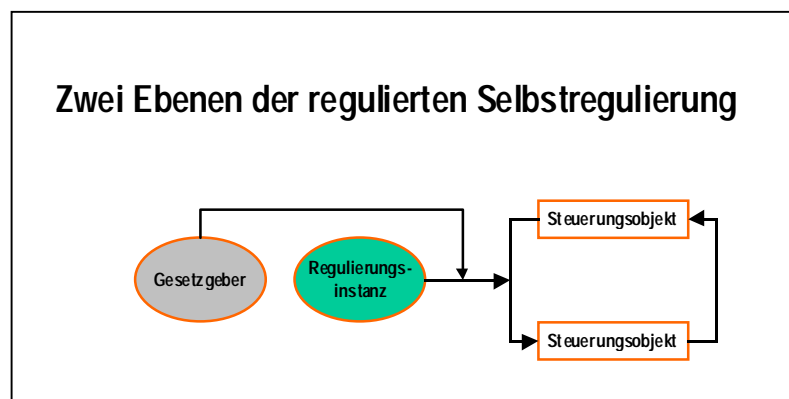 Zwei Ebenen der regulierten Selbstregulierung
Steuerungsobjekt
Regulierungs-
instanz
Gesetzgeber
Steuerungsobjekt